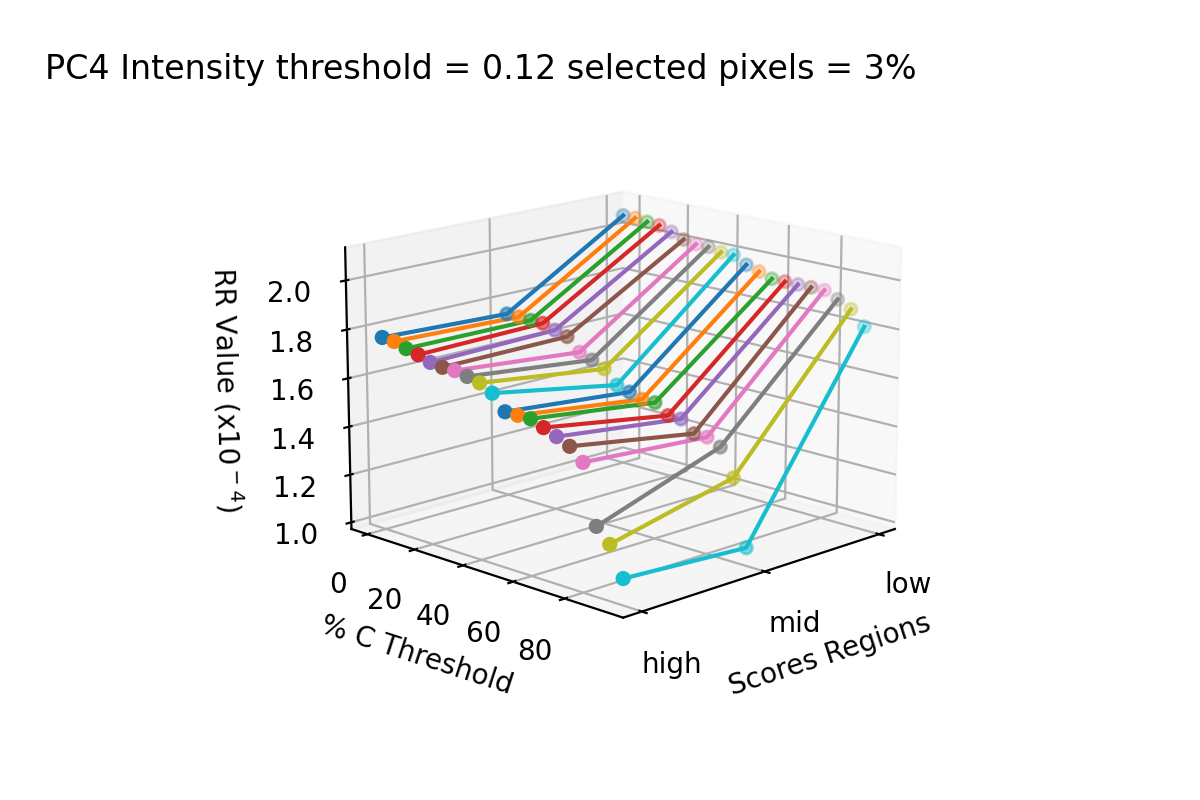 PC4 Intensity threshold = 0.12 selected pixels = 3%
RR Value (x10⁻⁴)
2.0
1.8
1.6
1.4
1.2
1.0
0
20
40
60
80
% C Threshold
high
mid
low
Scores Regions